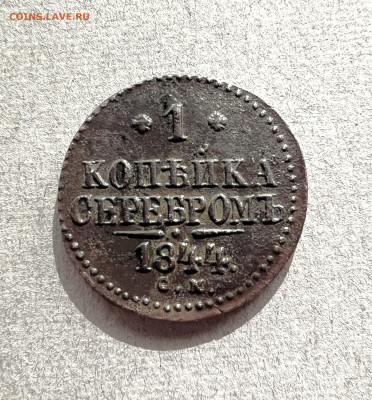 COINS.LAVE.RU
1
КОПѢЙКА
СЕРЕБРОМЪ
1844.
С.М.